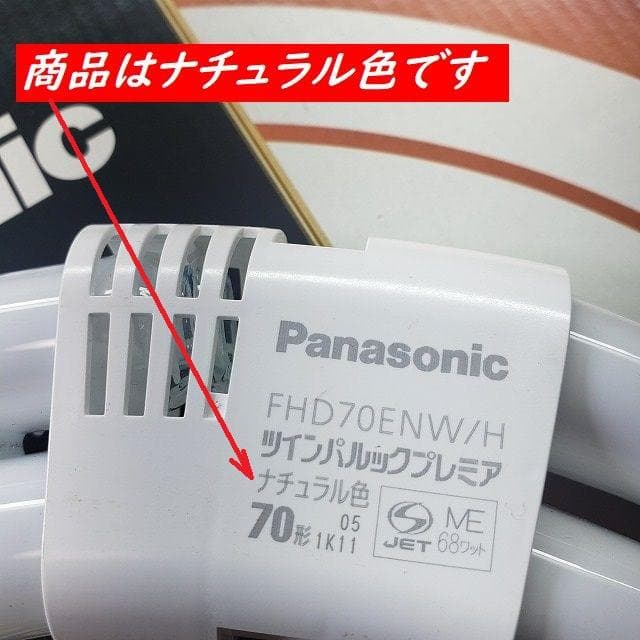 商品はナチュラル色です
nic
Panasonic
FHD70ENW/H
ツインパルックプレミア
ナチュラル色
70形 05 1K11
JET ME 68ワット